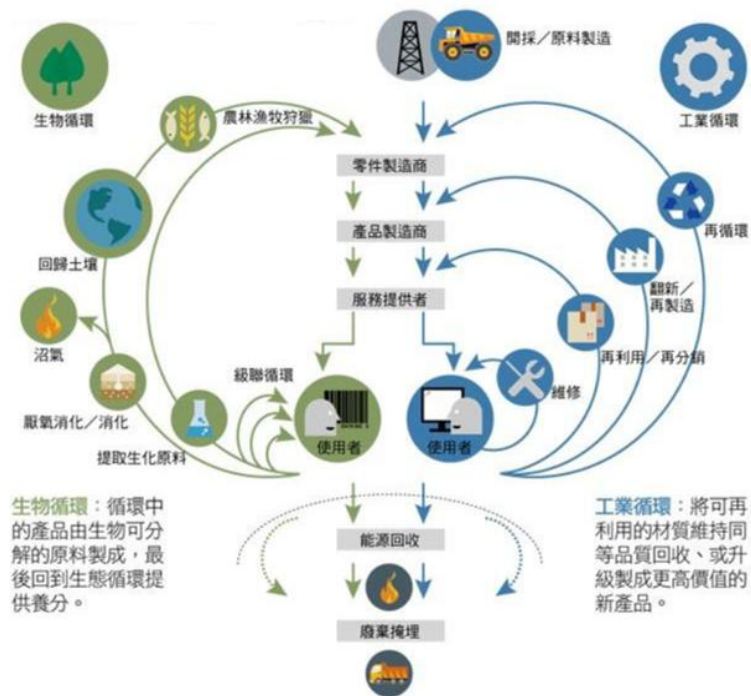 開採／原料製造
生物循環
工業循環
農林漁牧狩獵
零件製造商
再循環
產品製造商
回歸土壤
翻新／
再製造
服務提供者
沼氣
再利用／再分銷
級聯循環
維修
厭氧消化／消化
使用者
使用者
提取生化原料
生物循環：循環中
的產品由生物可分
解的原料製成，最
後回到生態循環提
供養分。
能源回收
廢棄掩埋
工業循環：將可再
利用的材質維持同
等品質回收、或升
級製成更高價值的
新產品。